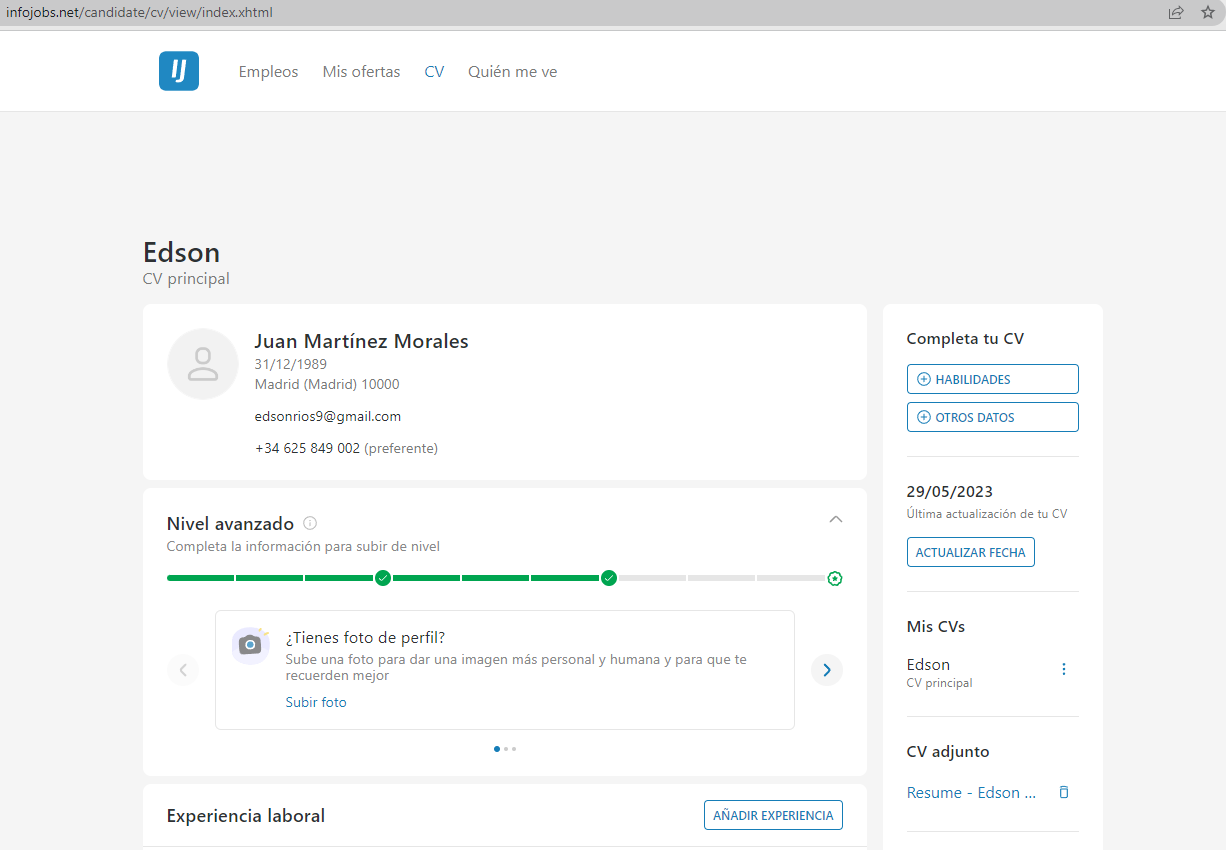 infojobs.net/candidate/cv/view/index.xhtml
IJ
Empleos
Mis ofertas
CV
Quién me ve
Edson
CV principal
Juan Martínez Morales
31/12/1989
Madrid (Madrid) 10000
edsonrios9@gmail.com
+34 625 849 002 (preferente)
Nivel avanzado
Completa la información para subir de nivel
¿Tienes foto de perfil?
Sube una foto para dar una imagen más personal y humana y para que te
recuerden mejor
Subir foto
Experiencia laboral
AÑADIR EXPERIENCIA
Completa tu CV
HABILIDADES
OTROS DATOS
29/05/2023
Última actualización de tu CV
ACTUALIZAR FECHA
Mis CVs
Edson
CV principal
CV adjunto
Resume - Edson ...